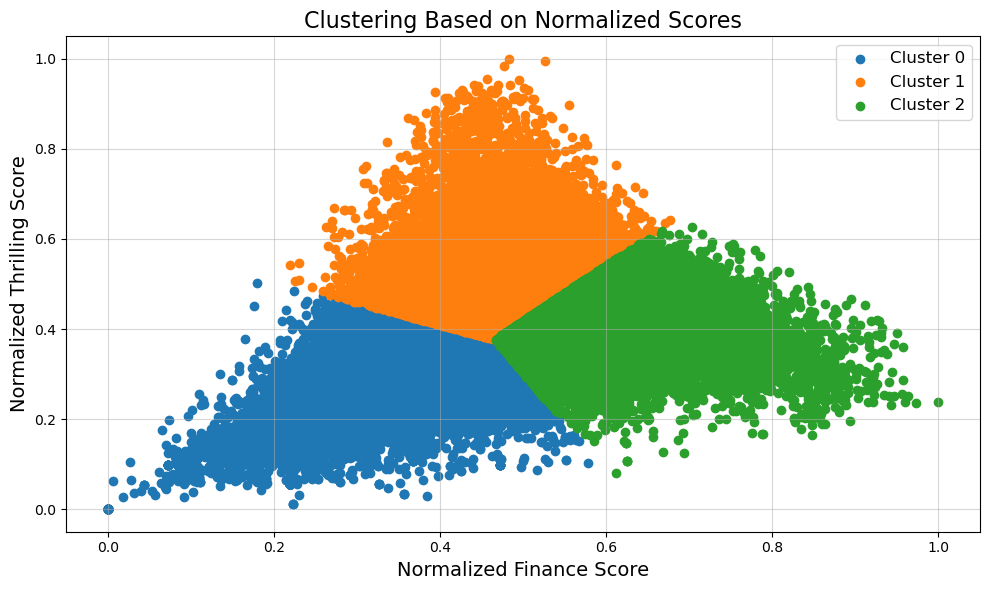 Clustering Based on Normalized Scores
Cluster 0
Cluster 1
Cluster 2
Normalized Thrilling Score
1.0
0.8
0.6
0.4
0.2
0.0
0.0 0.2 0.4 0.6 0.8 1.0
Normalized Finance Score